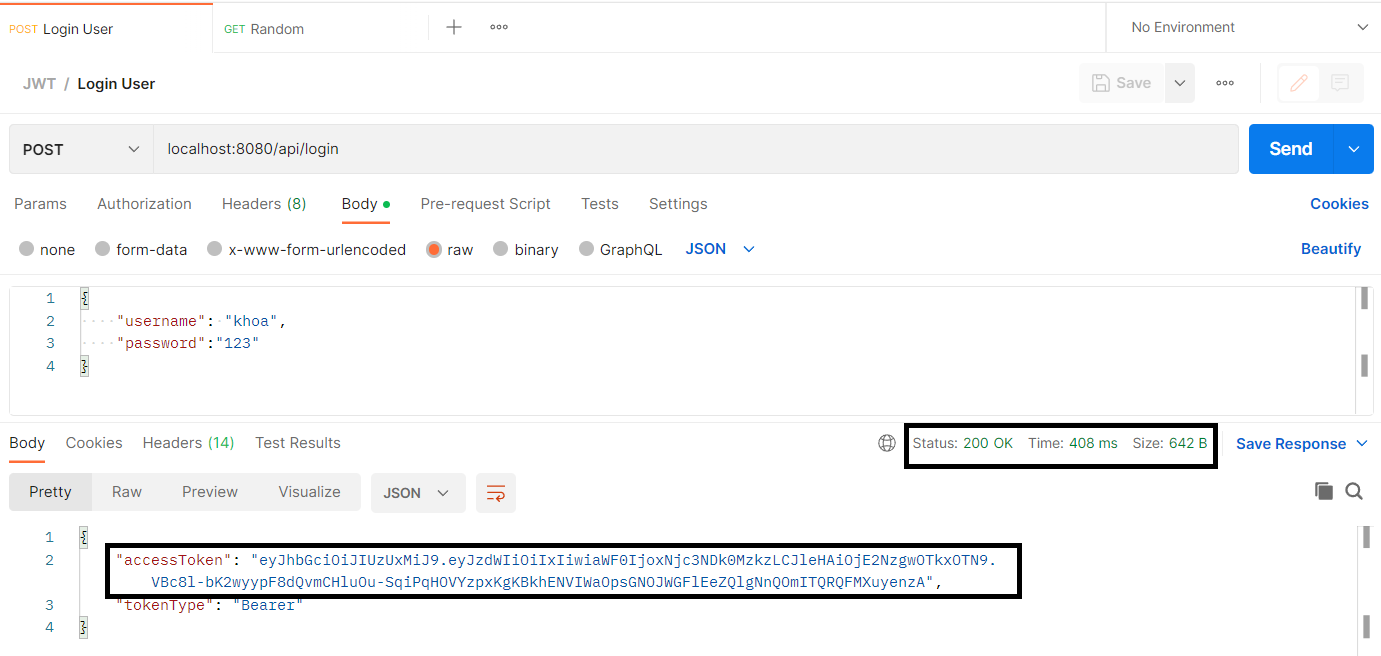 POST Login User
GET Random
No Environment
JWT / Login User
Save
POST
localhost:8080/api/login
Send
Params Authorization Headers (8) Body Pre-request Script Tests Settings Cookies
none form-data x-www-form-urlencoded raw binary GraphQL JSON Beautify
1 {
2 "username": "khoa",
3 "password":"123"
4 }
Body Cookies Headers (14) Test Results Status: 200 OK Time: 408 ms Size: 642 B Save Response
Pretty Raw Preview Visualize JSON
1 {
2 "accessToken": "eyJhbGciOiJIUzUxMiJ9.eyJzdWIiOiIxIiwiaWF0IjoxNjc3NDk0MzkzLCJleHAiOjE2NzgwOTkxOTN9.
VBc8l-bK2wyypF8dQvmCHluOu-SqiPqHOVYzpxKgKBkhENVIWaOpsGNOJWGFlEeZQlgNnQOmITQRQFMXuyenzA",
3 "tokenType": "Bearer"
4 }